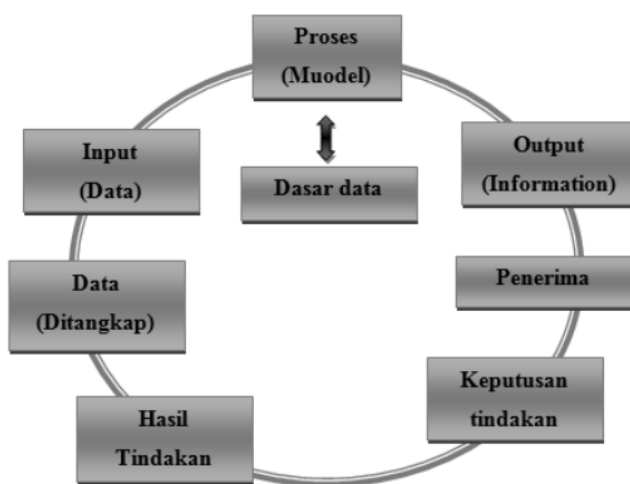 Proses
(Muodel)
Input
(Data)
Output
(Information)
Dasar data
Data
(Ditangkap)
Penerima
Keputusan
tindakan
Hasil
Tindakan